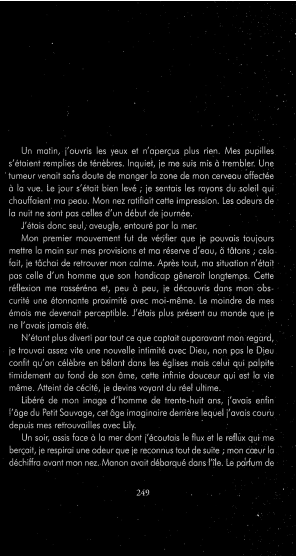 Un matin, j'ouvris les yeux et n'aperçus plus rien. Mes pupilles
s'étaient remplies de ténèbres. Inquiet, je me suis mis à trembler. Une
tumeur venait sans doute de manger la zone de mon cerveau affectée
à la vue. Le jour s'était bien levé ; je sentais les rayons du soleil qui
chauffaient ma peau. Mon nez ratifiait cette impression. Les odeurs de
la nuit ne sont pas celles d'un début de journée.
J'étais donc seul, aveugle, entouré par la mer.
Mon premier mouvement fut de vérifier que je pouvais toujours
mettre la main sur mes provisions et ma réserve d'eau, à tâtons ; cela
fait, je tâchai de retrouver mon calme. Après tout, ma situation n'était
pas celle d'un homme que son handicap gênerait longtemps. Cette
réflexion me rasséréna et, peu à peu, je découvris dans mon obs-
curité une étonnante proximité avec moi-même. Le moindre de mes
émois me devenait perceptible. J'étais plus présent au monde que je
ne l'avais jamais été.
N'étant plus diverti par tout ce que captait auparavant mon regard,
je trouvai assez vite une nouvelle intimité avec Dieu, non pas le Dieu
confit qu'on célèbre en bêlant dans les églises mais celui qui palpite
timidement au fond de son âme, cette infinie douceur qui est la vie
même. Atteint de cécité, je devins voyant du réel ultime.
Libéré de mon image d'homme de trente-huit ans, j'avais enfin
l'âge du Petit Sauvage, cet âge imaginaire derrière lequel j'avais couru
depuis mes retrouvailles avec Lily.
Un soir, assis face à la mer dont j'écoutais le flux et le reflux qui me
berçait, je respirai une odeur que je reconnus tout de suite ; mon cœur la
déchiffra avant mon nez. Manon avait débarqué dans l'île. Le parfum de
249